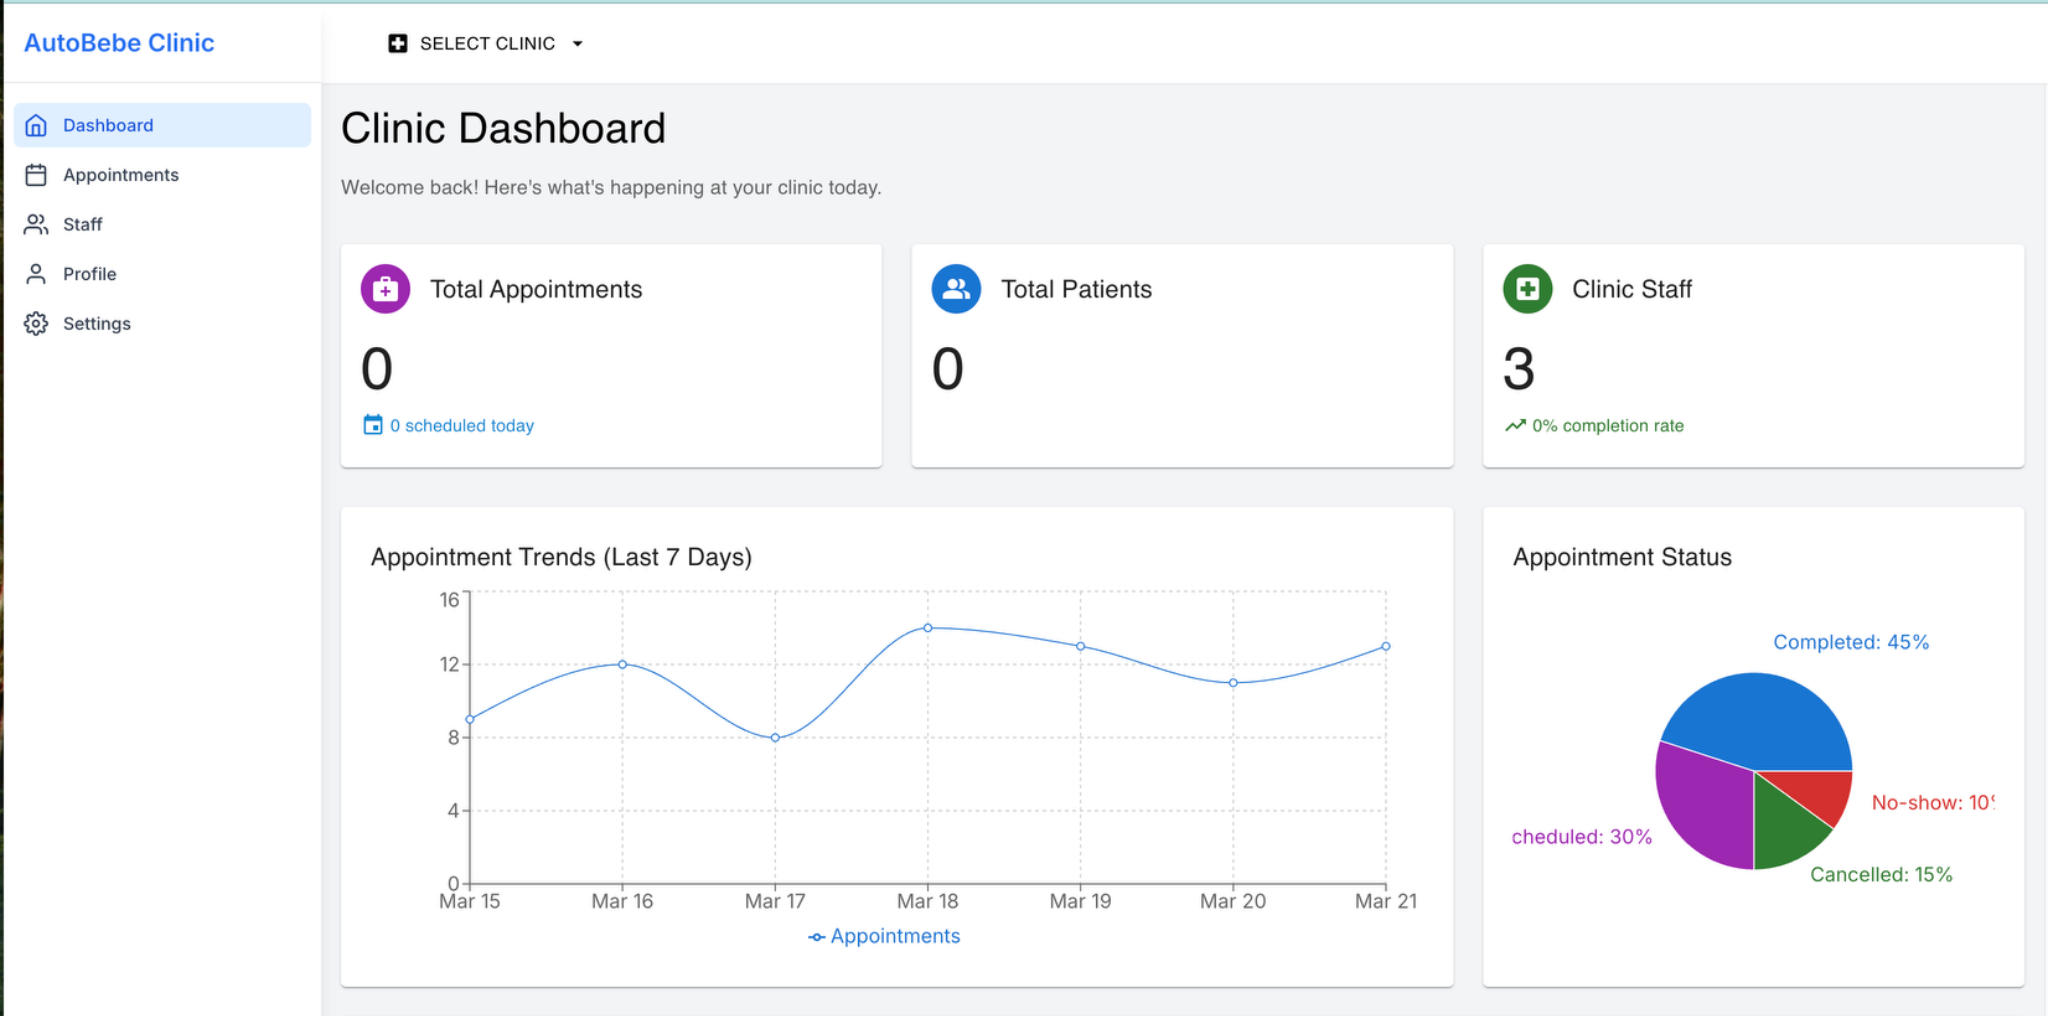 AutoBebe Clinic
SELECT CLINIC
Dashboard
Appointments
Staff
Profile
Settings
Clinic Dashboard
Welcome back! Here's what's happening at your clinic today.
Total Appointments
0
0 scheduled today
Total Patients
0
Clinic Staff
3
0% completion rate
Appointment Trends (Last 7 Days)
16
12
8
4
0
Mar 15 Mar 16 Mar 17 Mar 18 Mar 19 Mar 20 Mar 21
Appointments
Appointment Status
Completed: 45%
No-show: 10
cheduled: 30%
Cancelled: 15%